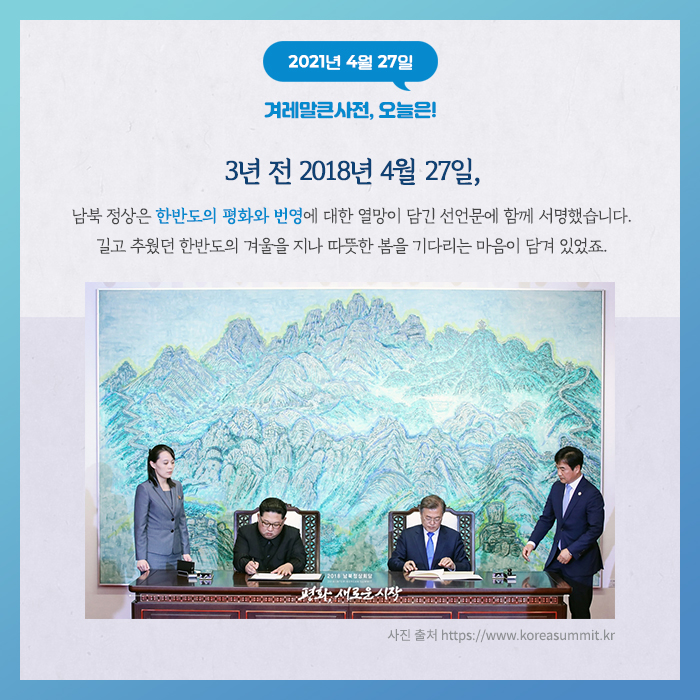 2021년 4월 27일
겨레말큰사전, 오늘은!
3년 전 2018년 4월 27일,
남북 정상은 한반도의 평화와 번영에 대한 열망이 담긴 선언문에 함께 서명했습니다.
길고 추웠던 한반도의 겨울을 지나 따뜻한 봄을 기다리는 마음이 담겨 있었죠.
2018 남북정상회담
평화, 새로운 시작
사진 출처 https://www.koreasummit.kr